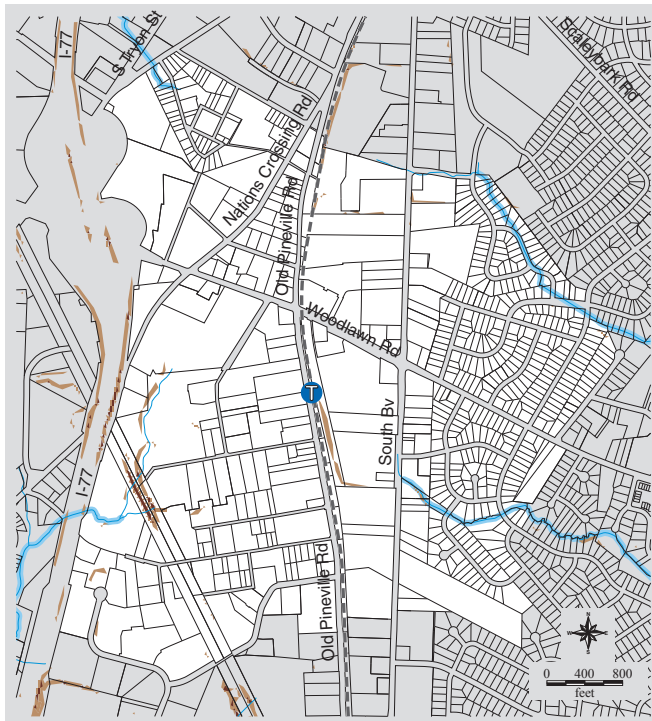 I-77
S Tryon St
Scaleybark Rd
Nations Crossing Rd
Old Pineville Rd
Woodlawn Rd
T
South Bv
I-77
Old Pineville Rd
N
W E
S
0 400 800
feet